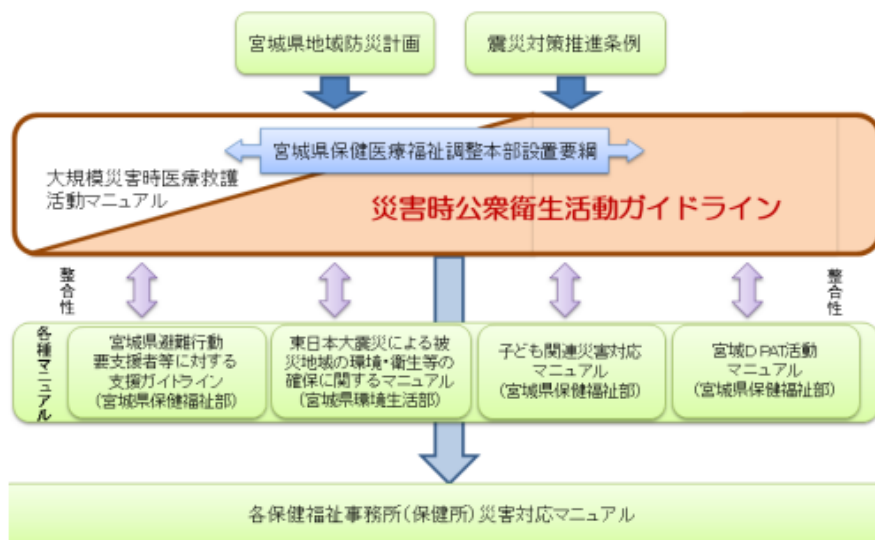 宮城県地域防災計画
震災対策推進条例
宮城県保健医療福祉調整本部設置要綱
大規模災害時医療救護
活動マニュアル
災害時公衆衛生活動ガイドライン
整合性
整合性
各種マニュアル
宮城県避難行動
要支援者等に対する
支援ガイドライン
(宮城県保健福祉部)
東日本大震災による被
災地域の環境・衛生等の
確保に関するマニュアル
(宮城県環境生活部)
子ども関連災害対応
マニュアル
(宮城県保健福祉部)
宮城DPAT活動
マニュアル
(宮城県保健福祉部)
各保健福祉事務所(保健所)災害対応マニュアル